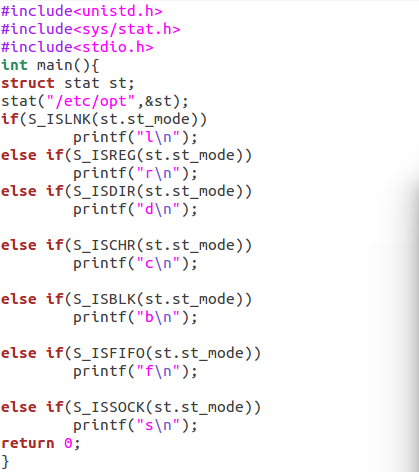 #include<unistd.h>
#include<sys/stat.h>
#include<stdio.h>
int main(){
struct stat st;
stat("/etc/opt",&st);
if(S_ISLNK(st.st_mode))
        printf("l\n");
else if(S_ISREG(st.st_mode))
        printf("r\n");
else if(S_ISDIR(st.st_mode))
        printf("d\n");

else if(S_ISCHR(st.st_mode))
        printf("c\n");

else if(S_ISBLK(st.st_mode))
        printf("b\n");

else if(S_ISFIFO(st.st_mode))
        printf("f\n");

else if(S_ISSOCK(st.st_mode))
        printf("s\n");
return 0;
}